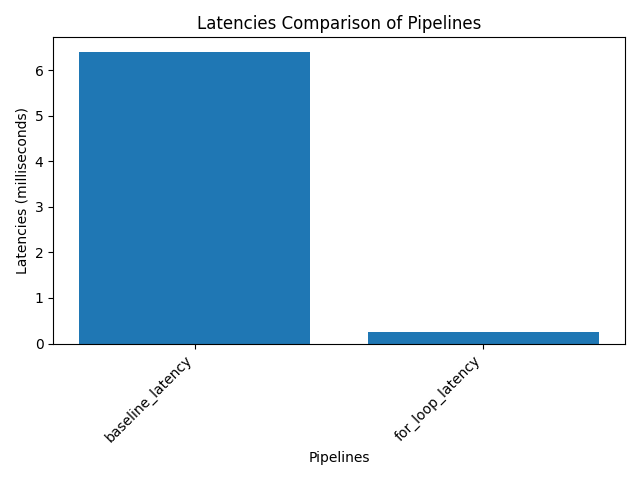 Latencies Comparison of Pipelines
Latencies (milliseconds)
6
5
4
3
2
1
0
baseline_latency
for_loop_latency
Pipelines